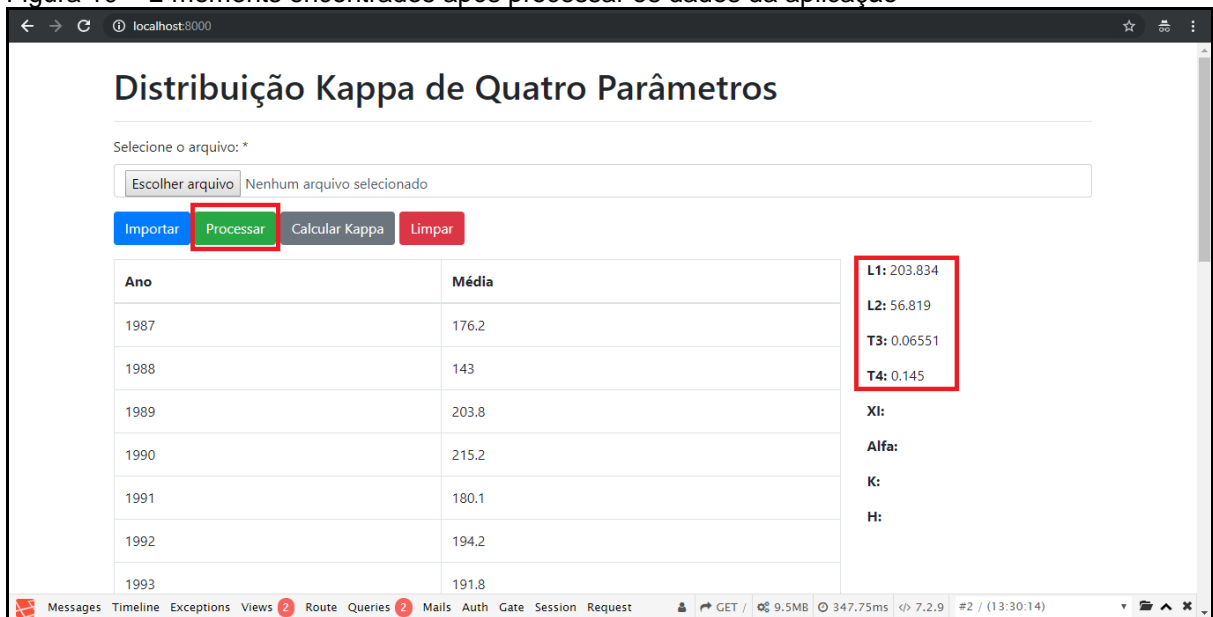 localhost:8000
Distribuição Kappa de Quatro Parâmetros
Selecione o arquivo: *
Escolher arquivo Nenhum arquivo selecionado
Importar Processar Calcular Kappa Limpar
Ano Média
1987 176.2
1988 143
1989 203.8
1990 215.2
1991 180.1
1992 194.2
1993 191.8
L1: 203.834
L2: 56.819
T3: 0.06551
T4: 0.145
XI:
Alfa:
K:
H:
Messages Timeline Exceptions Views 2 Route Queries 2 Mails Auth Gate Session Request GET / 9.5MB 347.75ms </> 7.2.9 #2 / (13:30:14)